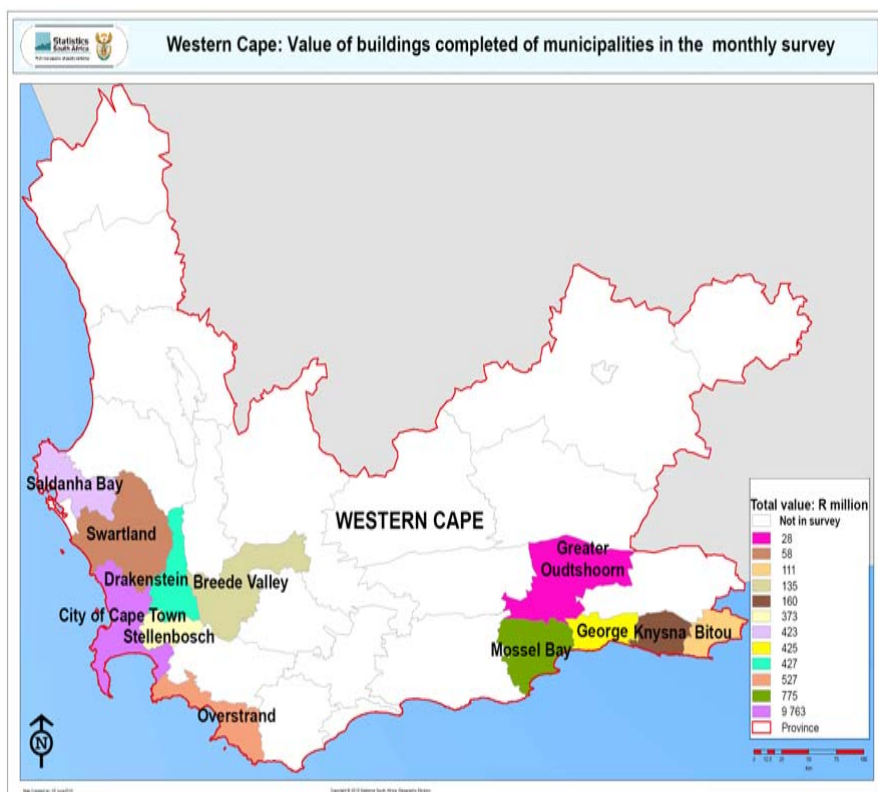 Statistics
South Africa
Western Cape: Value of buildings completed of municipalities in the monthly survey
Saldanha Bay
Swartland
WESTERN CAPE
Drakenstein
Breede Valley
City of Cape Town
Stellenbosch
Overstrand
Greater
Oudtshoorn
Mossel Bay
George
Knysna
Bitou
Total value: R million
Not in survey
28
58
111
135
160
373
423
425
427
527
775
9 763
Province
N